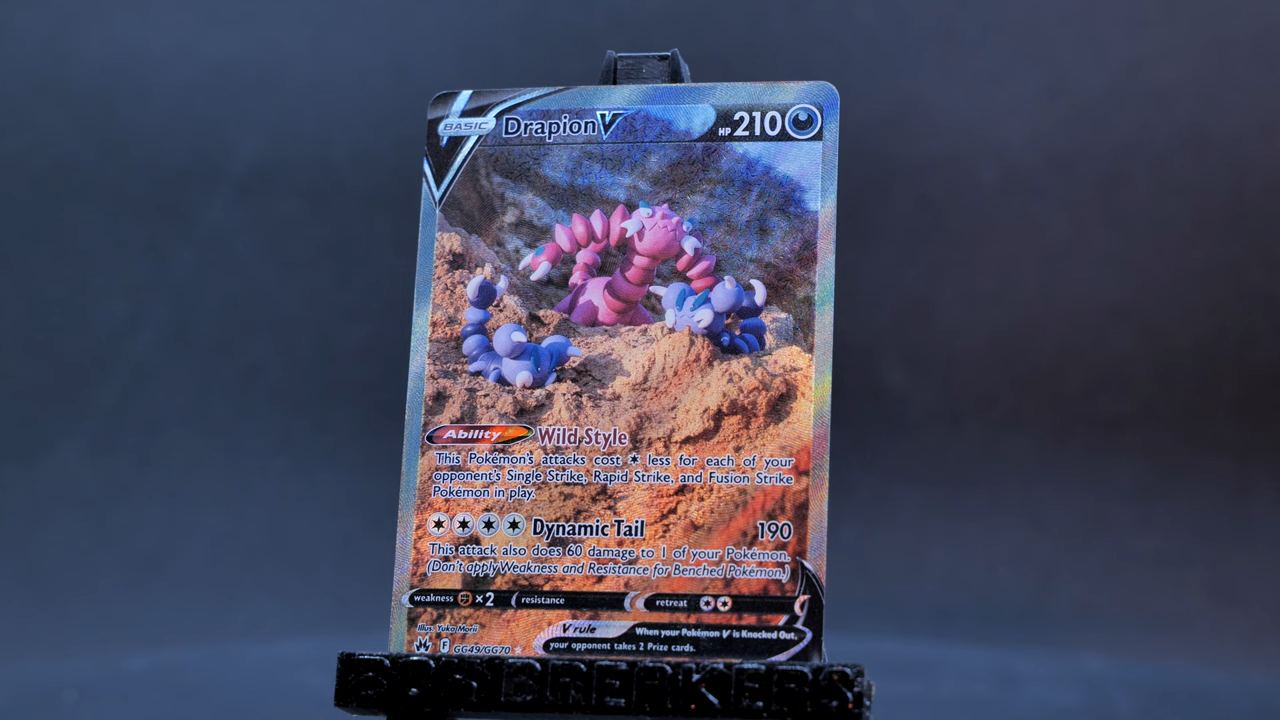 BASIC Drapion V HP 210
Ability Wild Style
This Pokémon's attacks cost less for each of your
opponent's Single Strike, Rapid Strike, and Fusion Strike
Pokémon in play.
Dynamic Tail 190
This attack also does 60 damage to 1 of your Pokémon.
(Don't apply Weakness and Resistance for Benched Pokémon.)
weakness ×2 resistance retreat
Illus. Yuka Morii
V rule When your Pokémon V is Knocked Out,
your opponent takes 2 Prize cards.
F GG49/GG70
BREAKERS